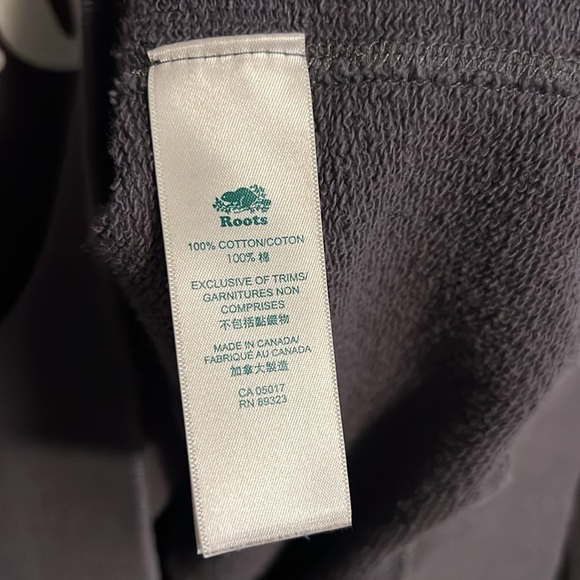 Roots
100% COTTON/COTON
100% 棉
EXCLUSIVE OF TRIMS/
GARNITURES NON
COMPRISES
不包括點綴物
MADE IN CANADA/
FABRIQUÉ AU CANADA
加拿大製造
CA 05017
RN 89323